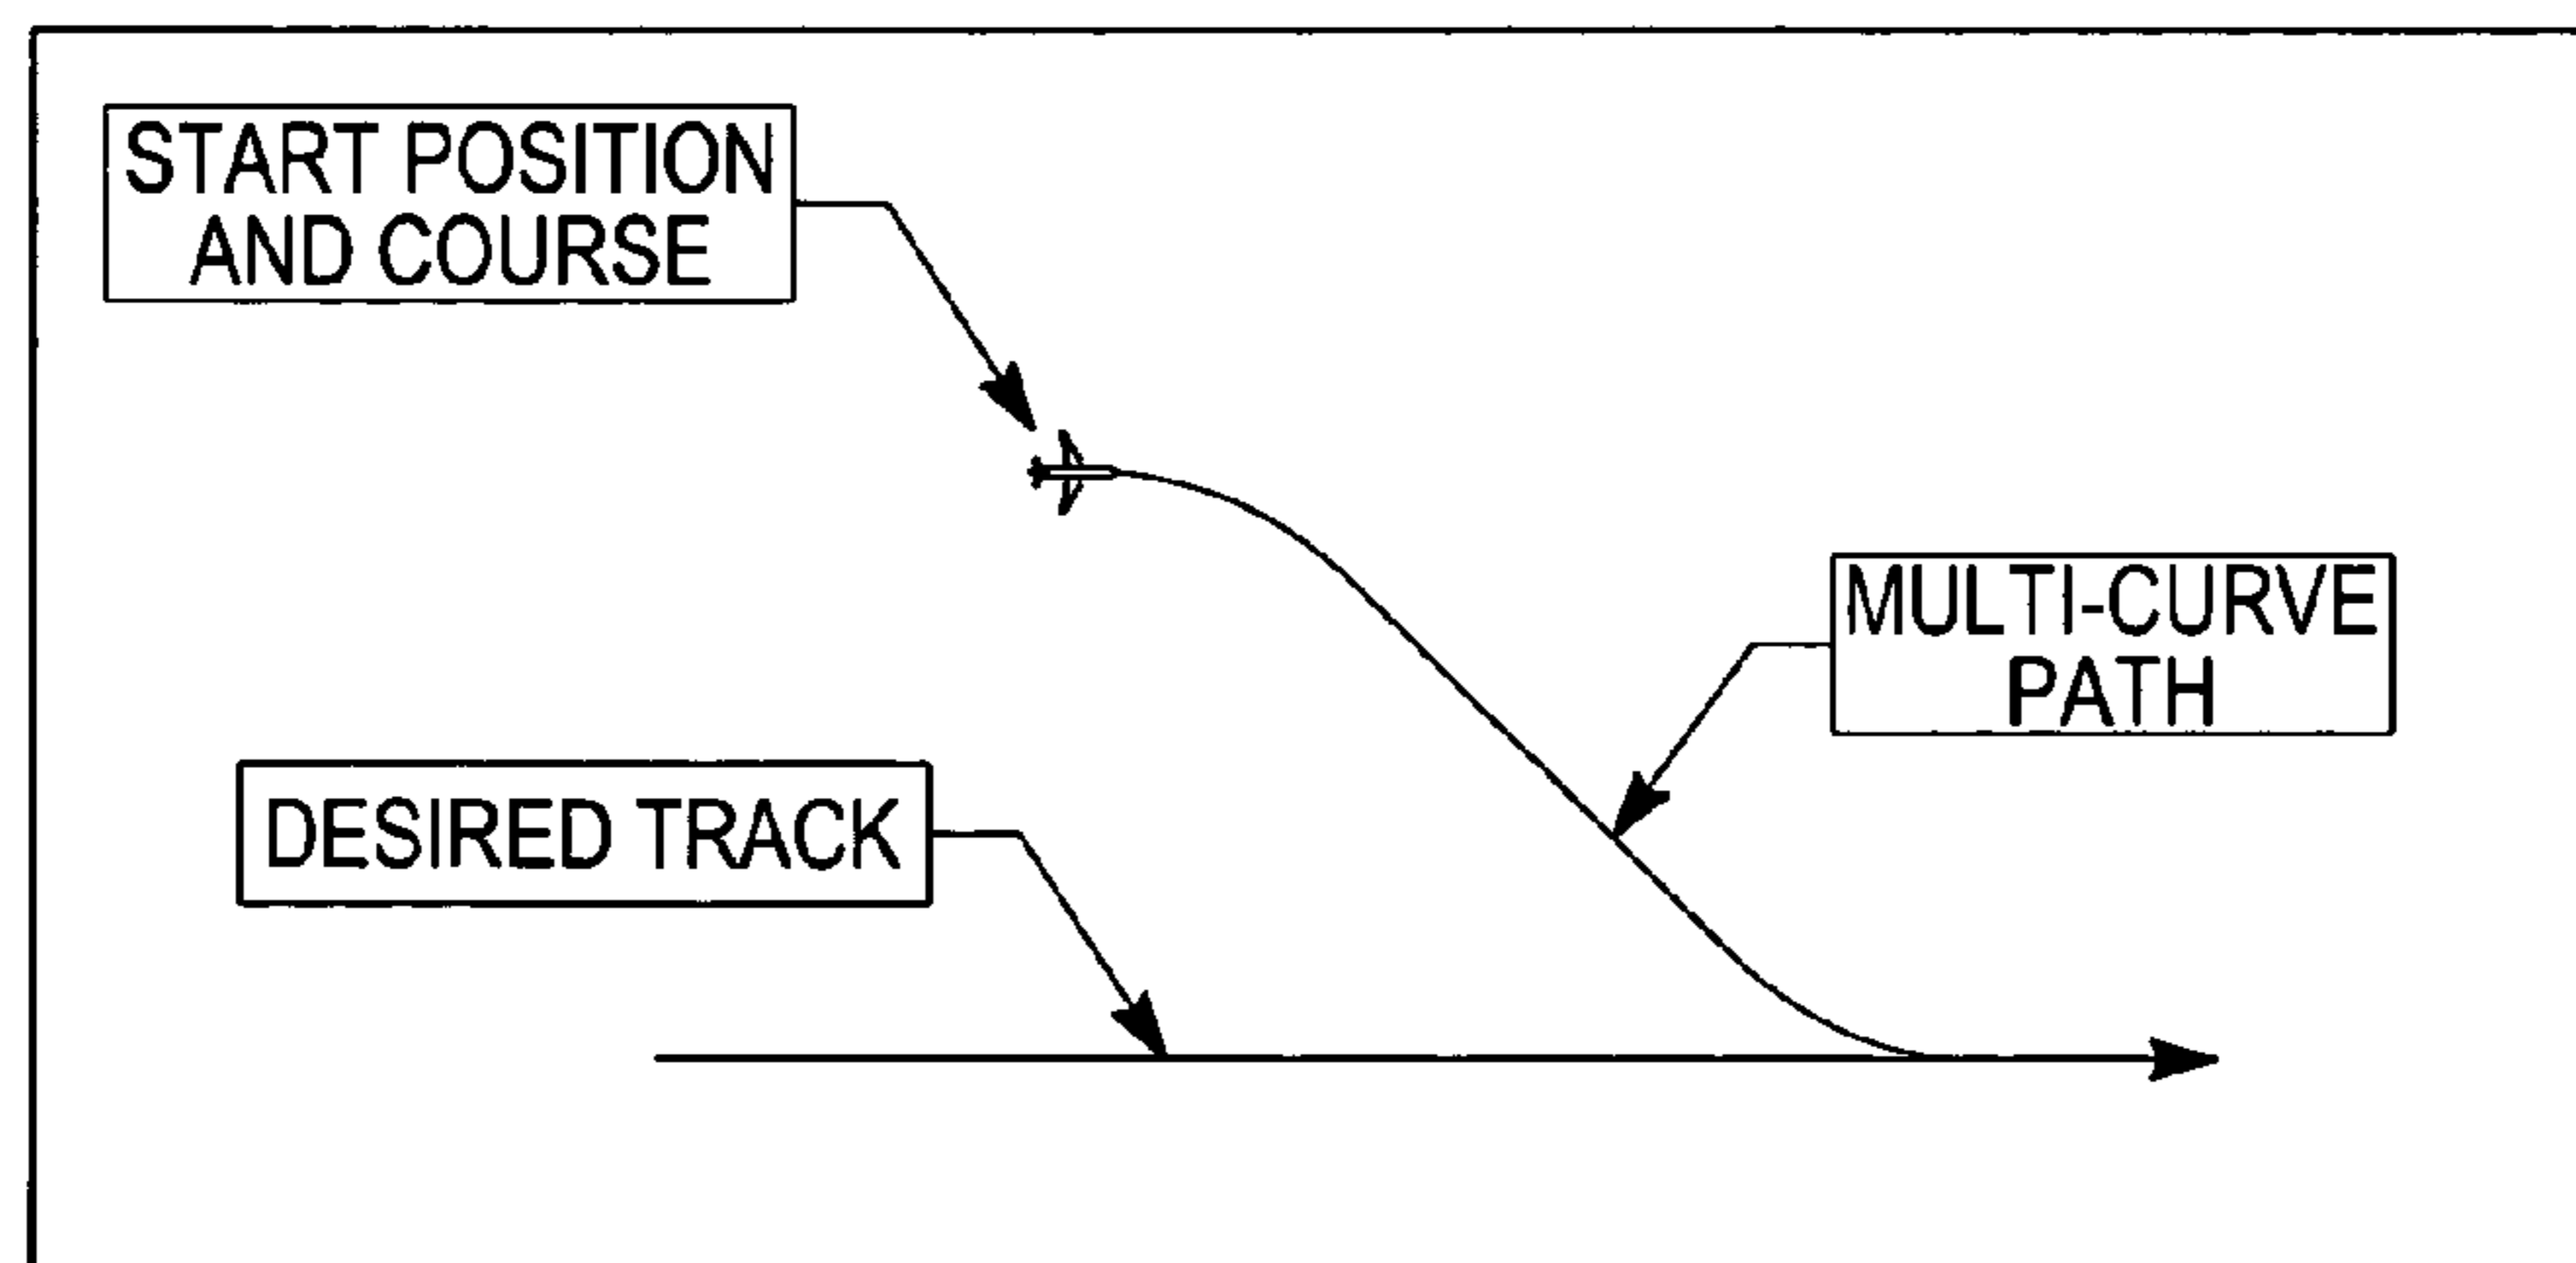 START POSITION
AND COURSE
MULTI-CURVE
PATH
DESIRED TRACK